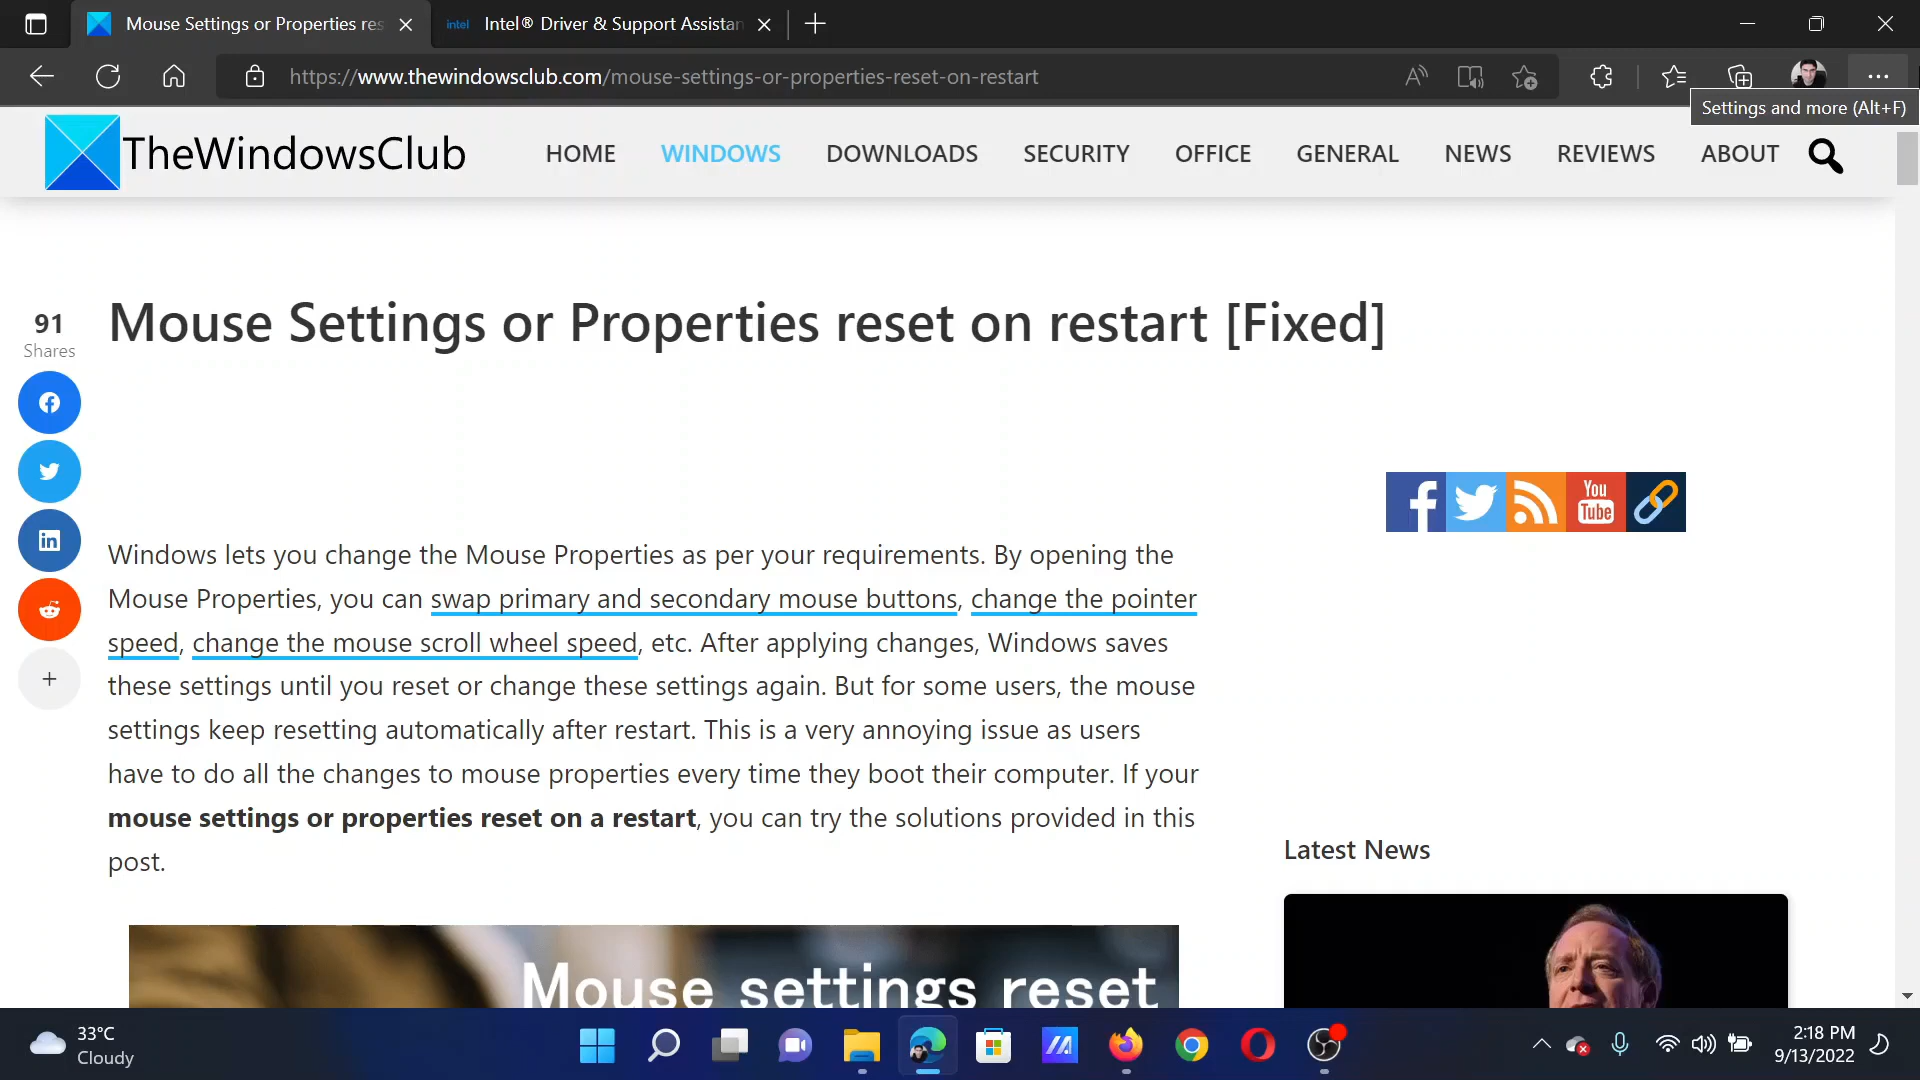 Mouse Settings or Properties res
intel Intel® Driver & Support Assistan
https://www.thewindowsclub.com/mouse-settings-or-properties-reset-on-restart
Settings and more (Alt+F)
TheWindowsClub
HOME WINDOWS DOWNLOADS SECURITY OFFICE GENERAL NEWS REVIEWS ABOUT
Mouse Settings or Properties reset on restart [Fixed]
91
Shares
You
Tube
Windows lets you change the Mouse Properties as per your requirements. By opening the
Mouse Properties, you can swap primary and secondary mouse buttons, change the pointer
speed, change the mouse scroll wheel speed, etc. After applying changes, Windows saves
these settings until you reset or change these settings again. But for some users, the mouse
settings keep resetting automatically after restart. This is a very annoying issue as users
have to do all the changes to mouse properties every time they boot their computer. If your
mouse settings or properties reset on a restart, you can try the solutions provided in this
post.
Latest News
Mouse settings reset
33°C
Cloudy
2:18 PM
9/13/2022